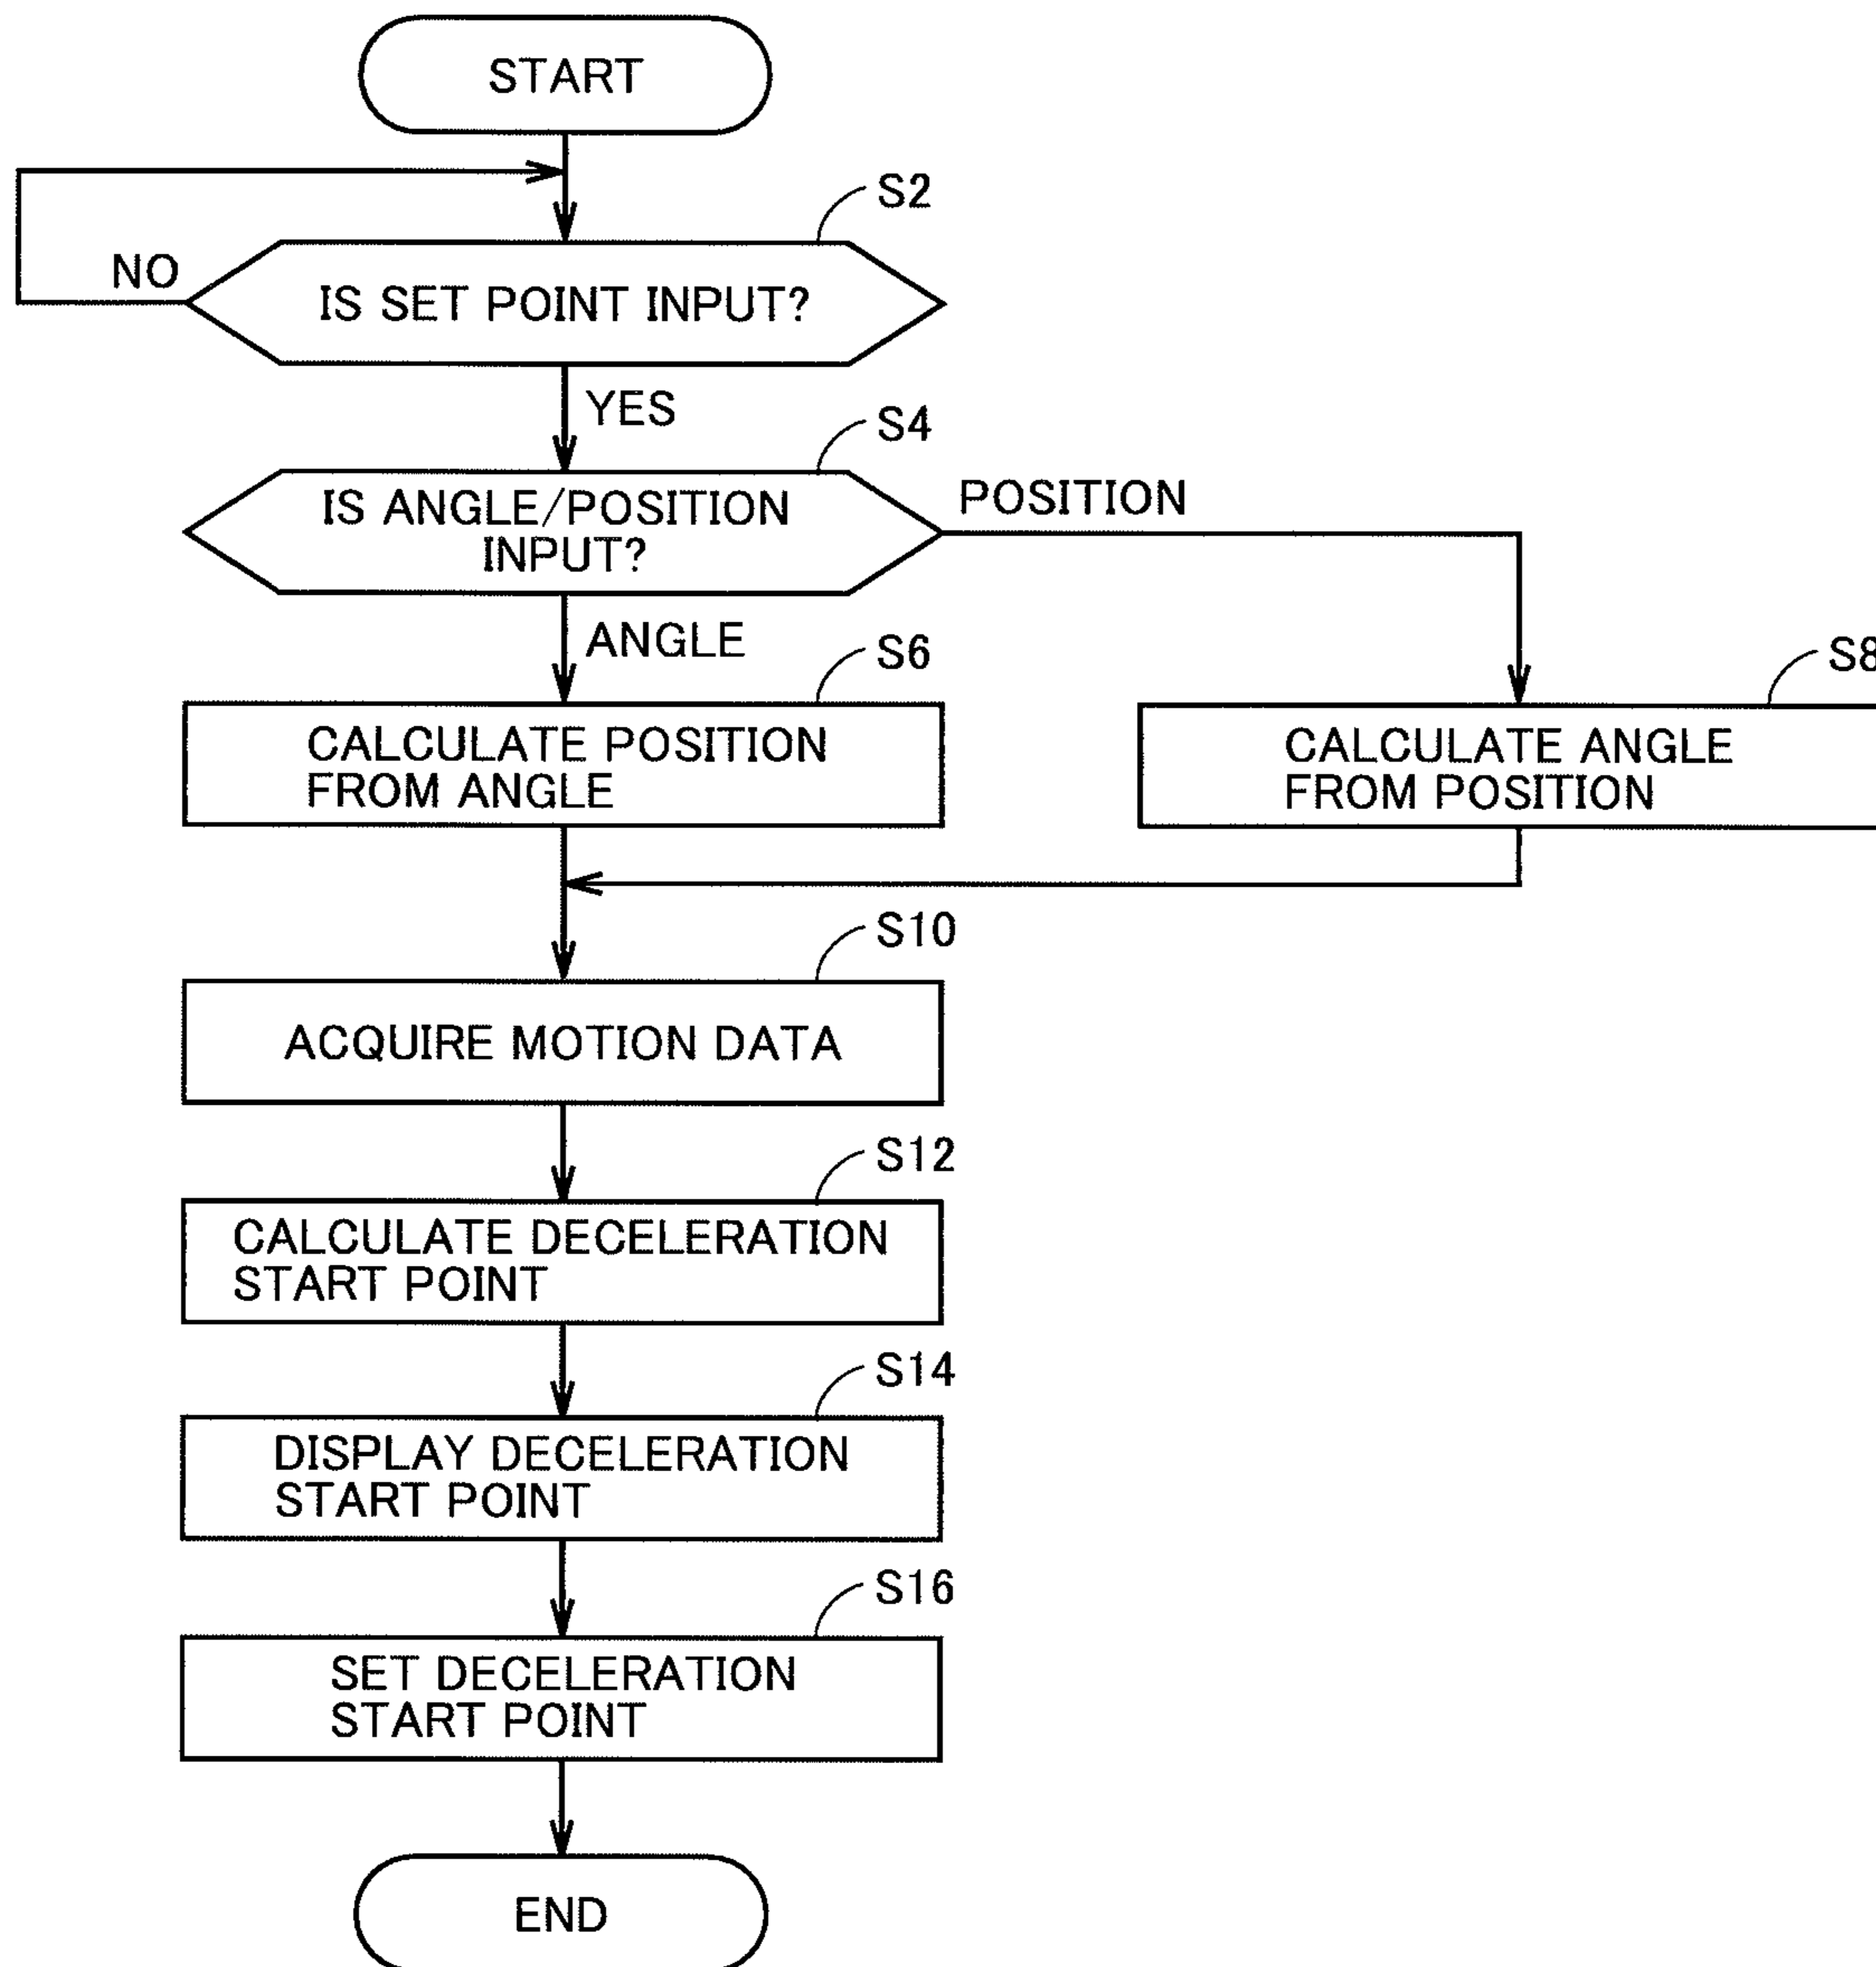 START
S2
NO
IS SET POINT INPUT?
YES
S4
IS ANGLE/POSITION
INPUT?
POSITION
ANGLE
S6
S8
CALCULATE POSITION
FROM ANGLE
CALCULATE ANGLE
FROM POSITION
S10
ACQUIRE MOTION DATA
S12
CALCULATE DECELERATION
START POINT
S14
DISPLAY DECELERATION
START POINT
S16
SET DECELERATION
START POINT
END